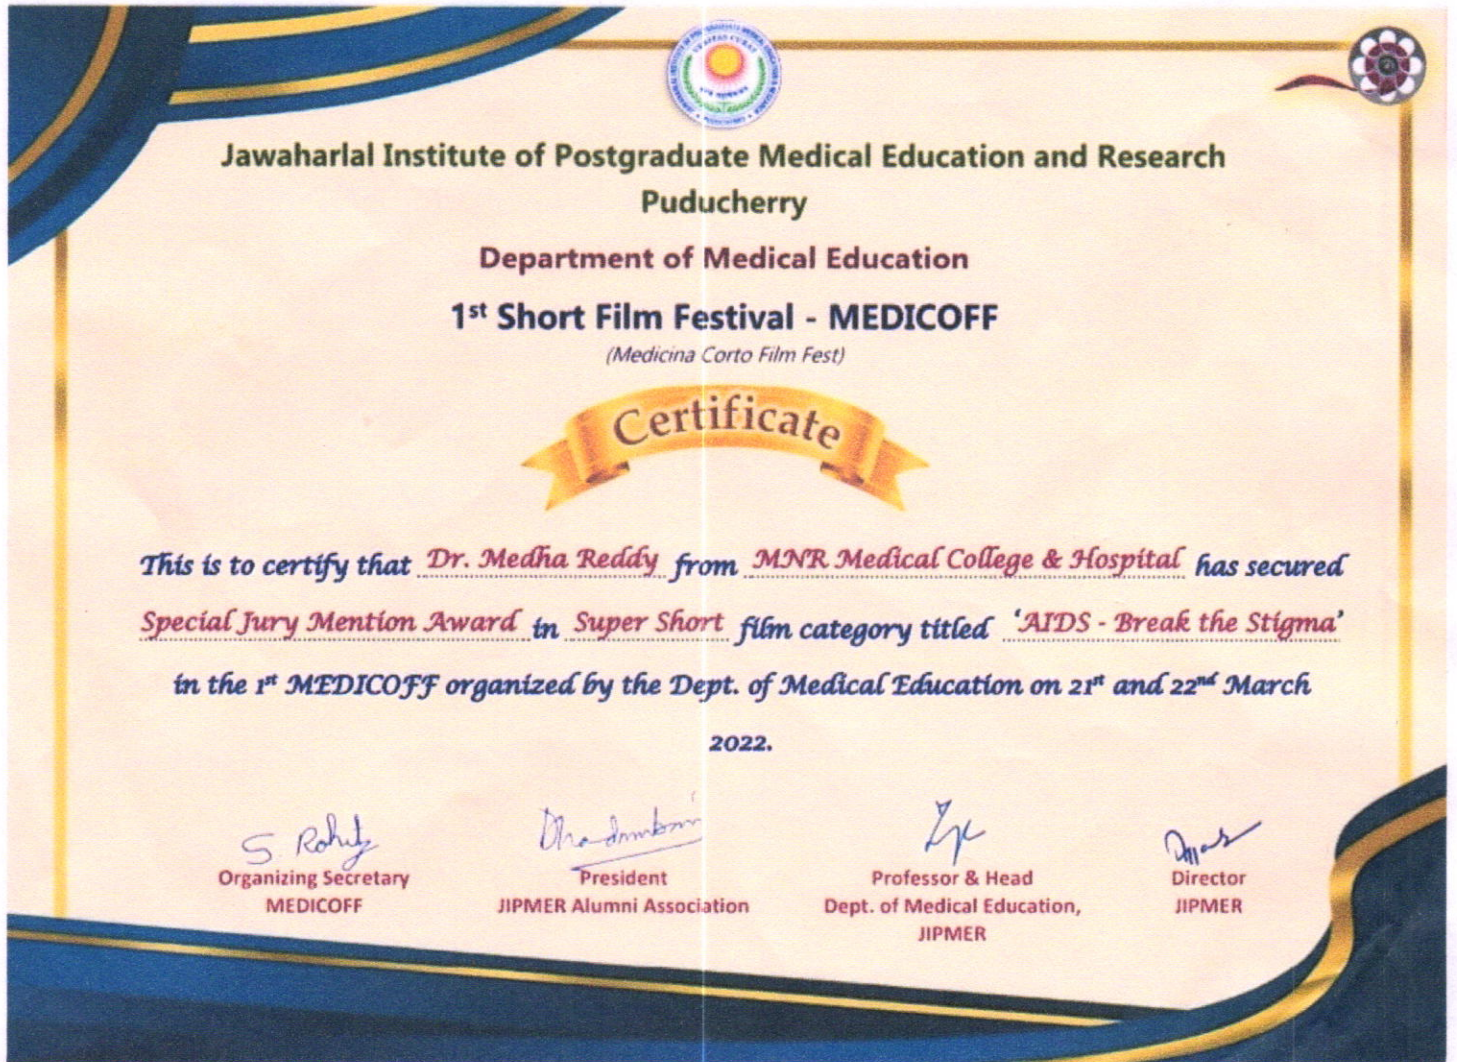 Jawaharlal Institute of Postgraduate Medical Education and Research
Puducherry
Department of Medical Education
1st Short Film Festival - MEDICOFF
(Medicina Corto Film Fest)
Certificate
This is to certify that Dr. Medha Reddy from MNR Medical College & Hospital has secured
Special Jury Mention Award in Super Short film category titled 'AIDS - Break the Stigma'
in the 1st MEDICOFF organized by the Dept. of Medical Education on 21st and 22nd March
2022.
S. Rohit
Organizing Secretary
MEDICOFF
President
JIPMER Alumni Association
Professor & Head
Dept. of Medical Education,
JIPMER
Director
JIPMER